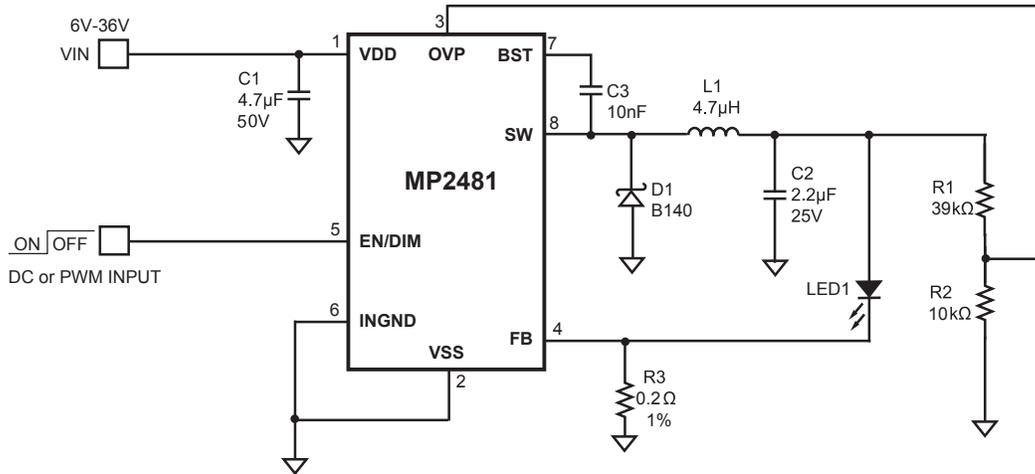 6V-36V
VIN
1
VDD
3
OVP
BST
7
C1
4.7µF
50V
C3
10nF
SW
8
L1
4.7µH
MP2481
D1
B140
C2
2.2µF
25V
R1
39kΩ
ON OFF
5
EN/DIM
DC or PWM INPUT
LED1
R2
10kΩ
6
INGND
FB
4
VSS
2
R3
0.2Ω
1%